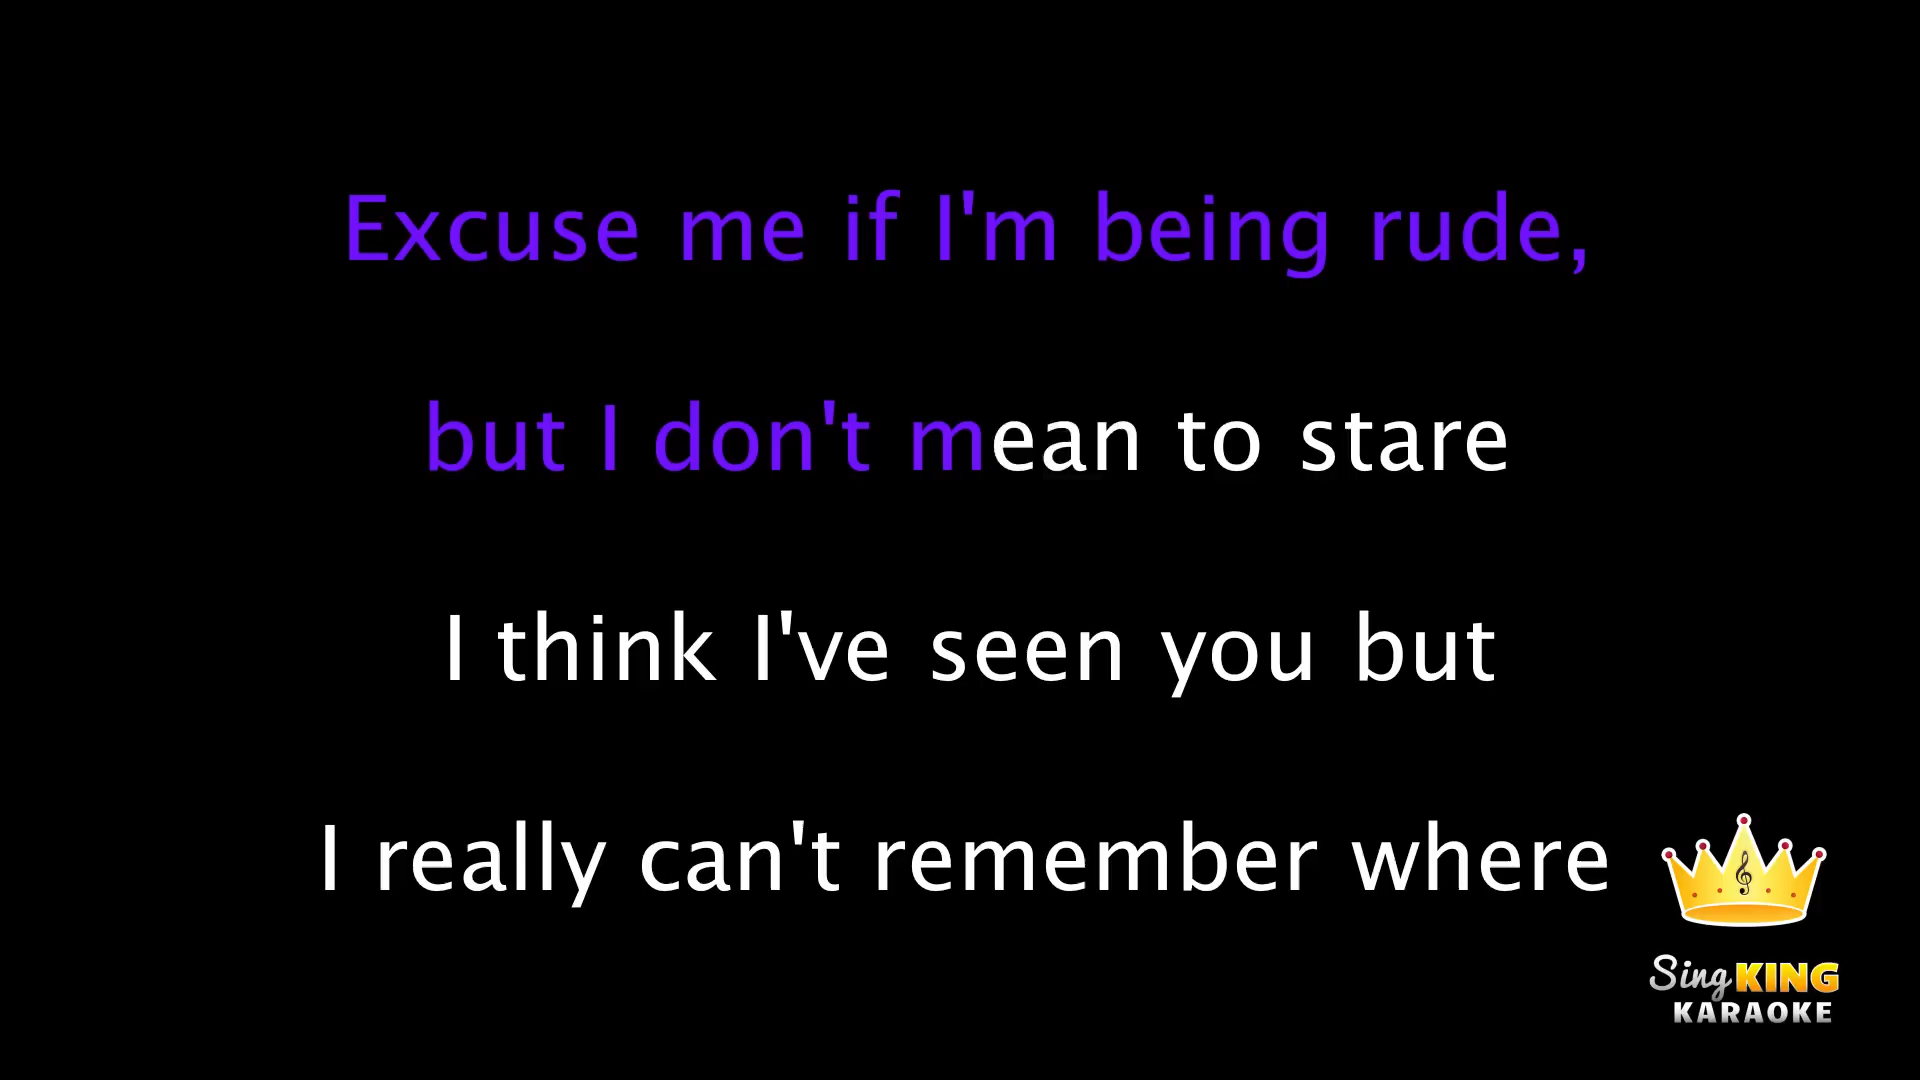 Excuse me if I'm being rude,
but I don't mean to stare
I think I've seen you but
I really can't remember where
Sing KING
KARAOKE